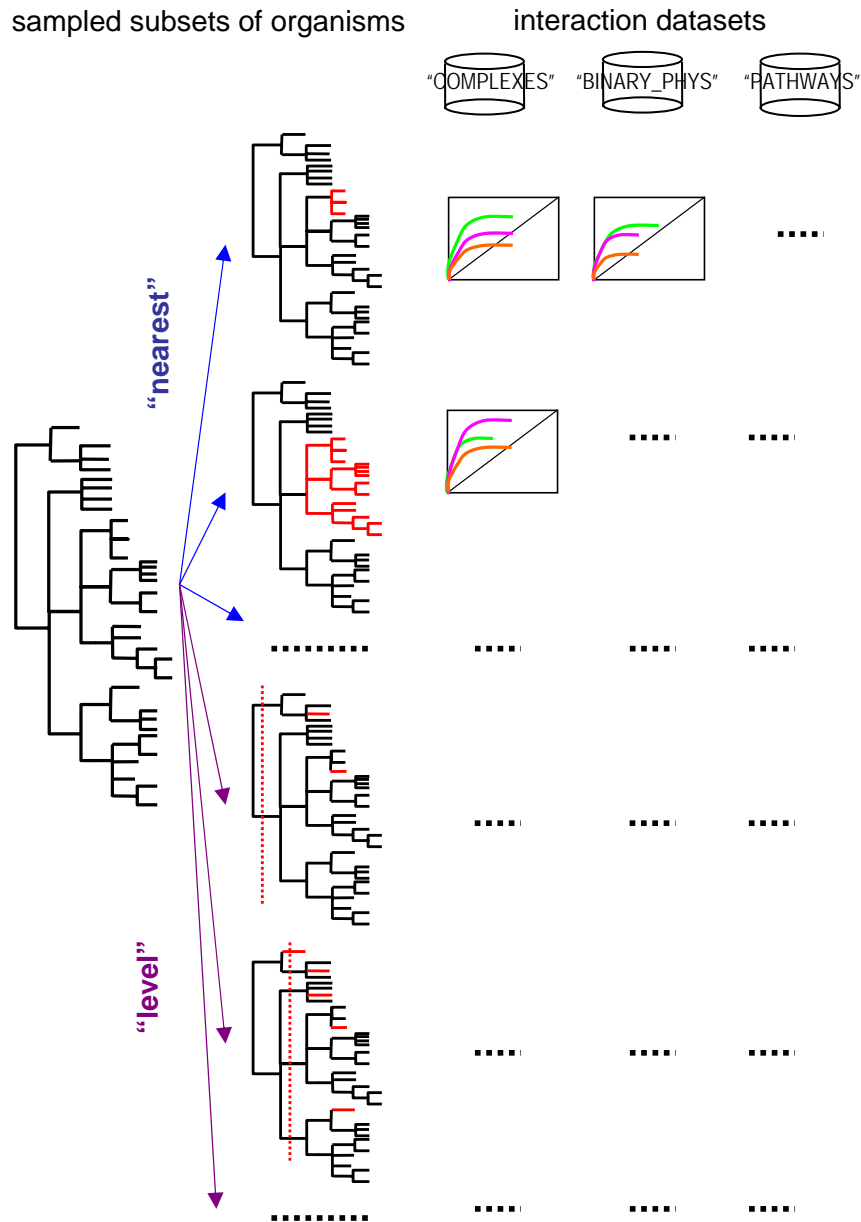 sampled subsets of organisms
interaction datasets
"COMPLEXES"
"BINARY_PHYS"
"PATHWAYS"
“nearest”
“level”